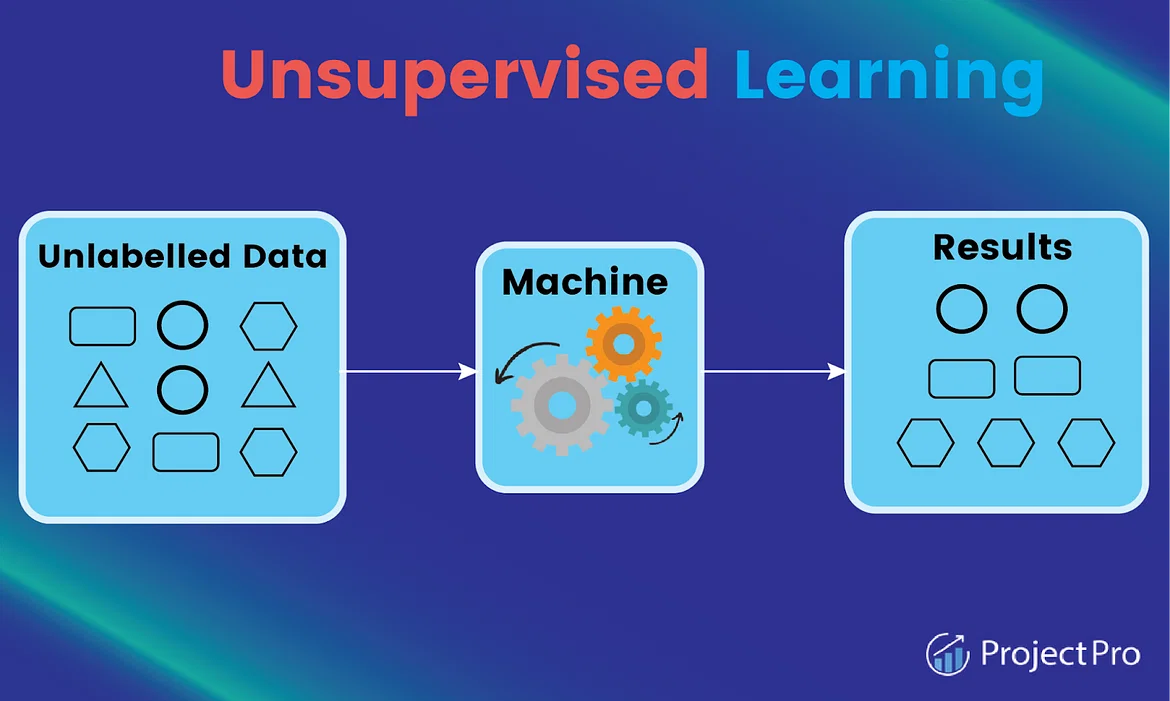 Unsupervised Learning
Unlabelled Data
Machine
Results
ProjectPro